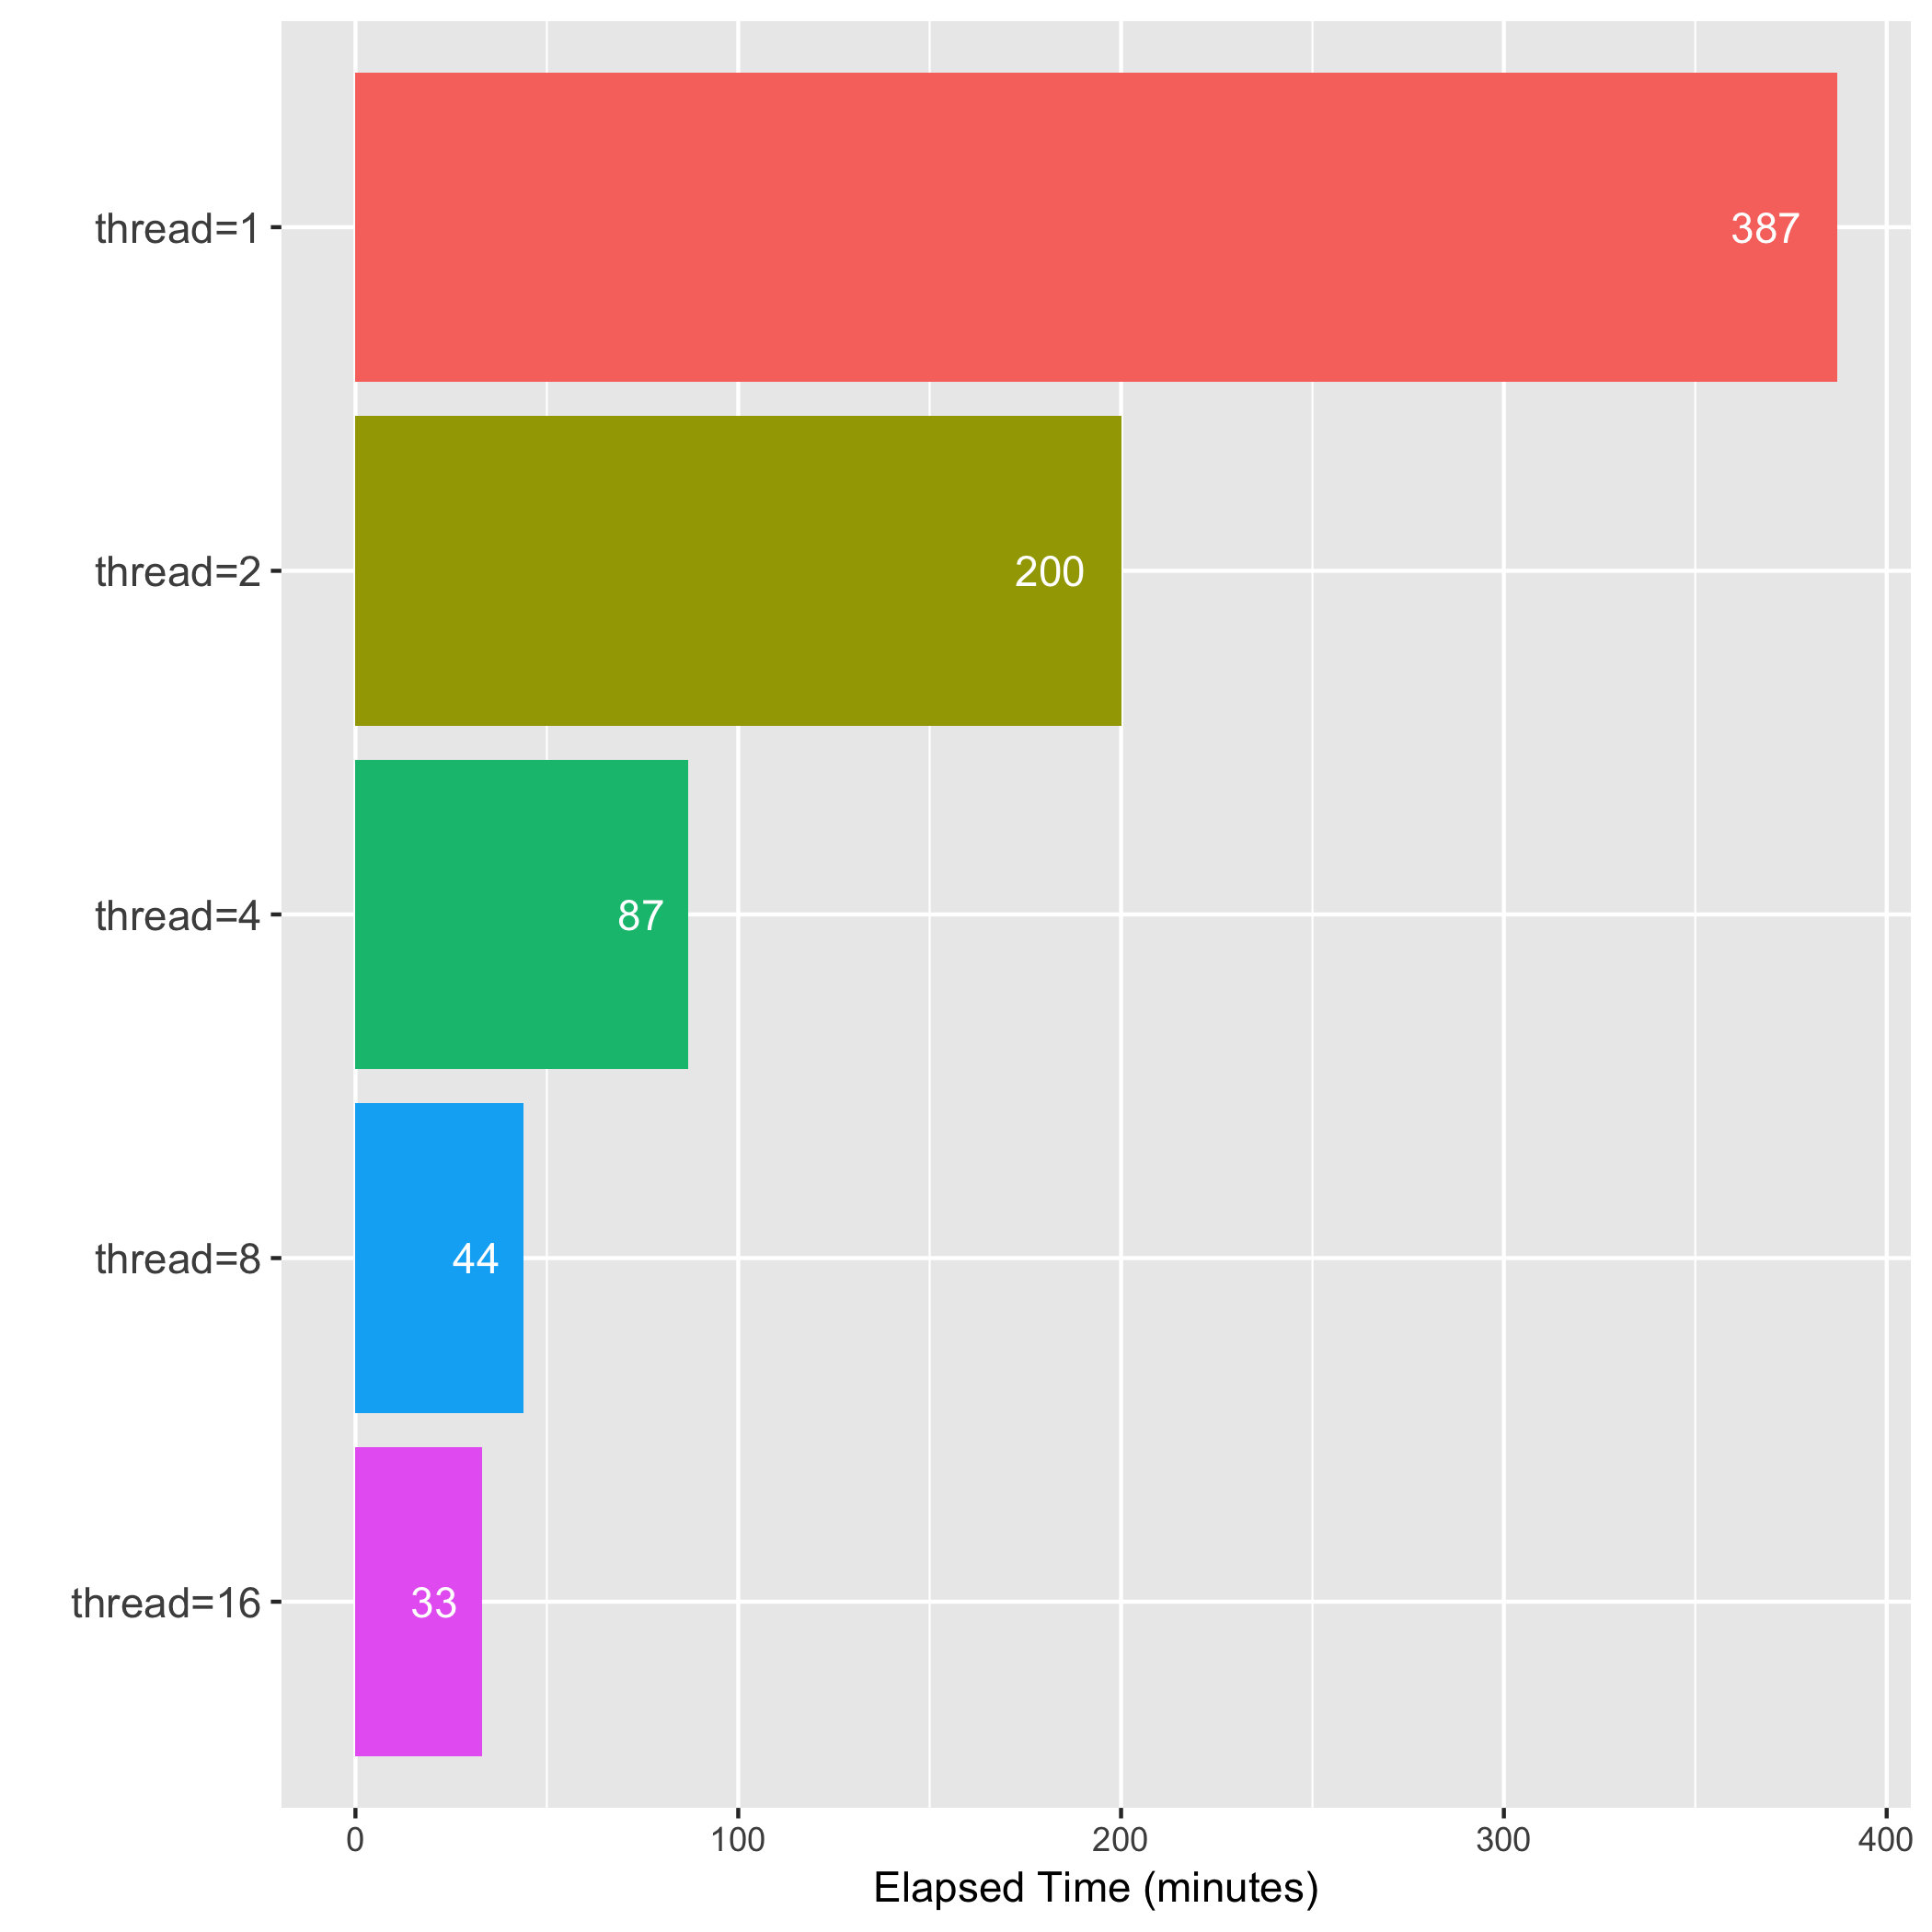 thread=1
387
thread=2
200
thread=4
87
thread=8
44
thread=16
33
0 100 200 300 400
Elapsed Time (minutes)